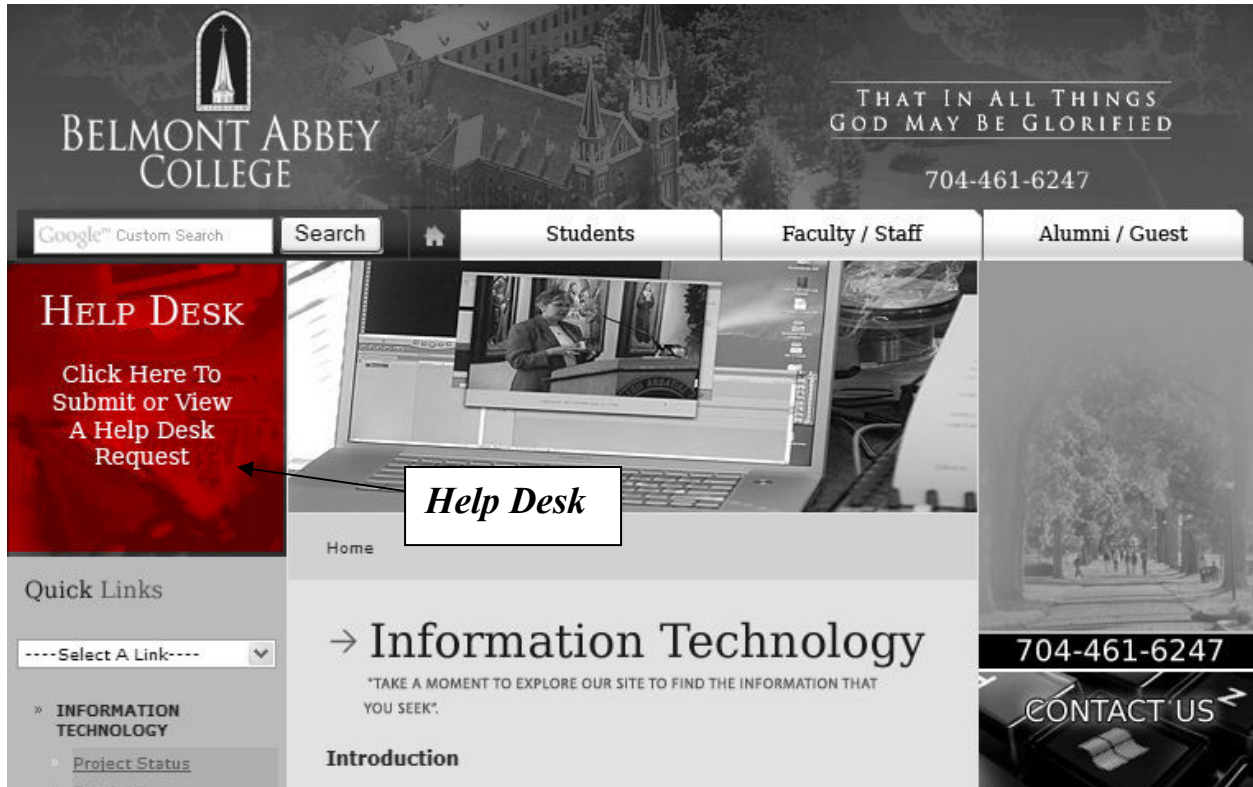 BELMONT ABBEY
COLLEGE
THAT IN ALL THINGS
GOD MAY BE GLORIFIED
704-461-6247
Google™ Custom Search
Search
Students
Faculty / Staff
Alumni / Guest
HELP DESK
Click Here To
Submit or View
A Help Desk
Request
Help Desk
Home
Quick Links
----Select A Link----
» INFORMATION
TECHNOLOGY
» Project Status
→ Information Technology
"TAKE A MOMENT TO EXPLORE OUR SITE TO FIND THE INFORMATION THAT
YOU SEEK".
Introduction
704-461-6247
CONTACT US